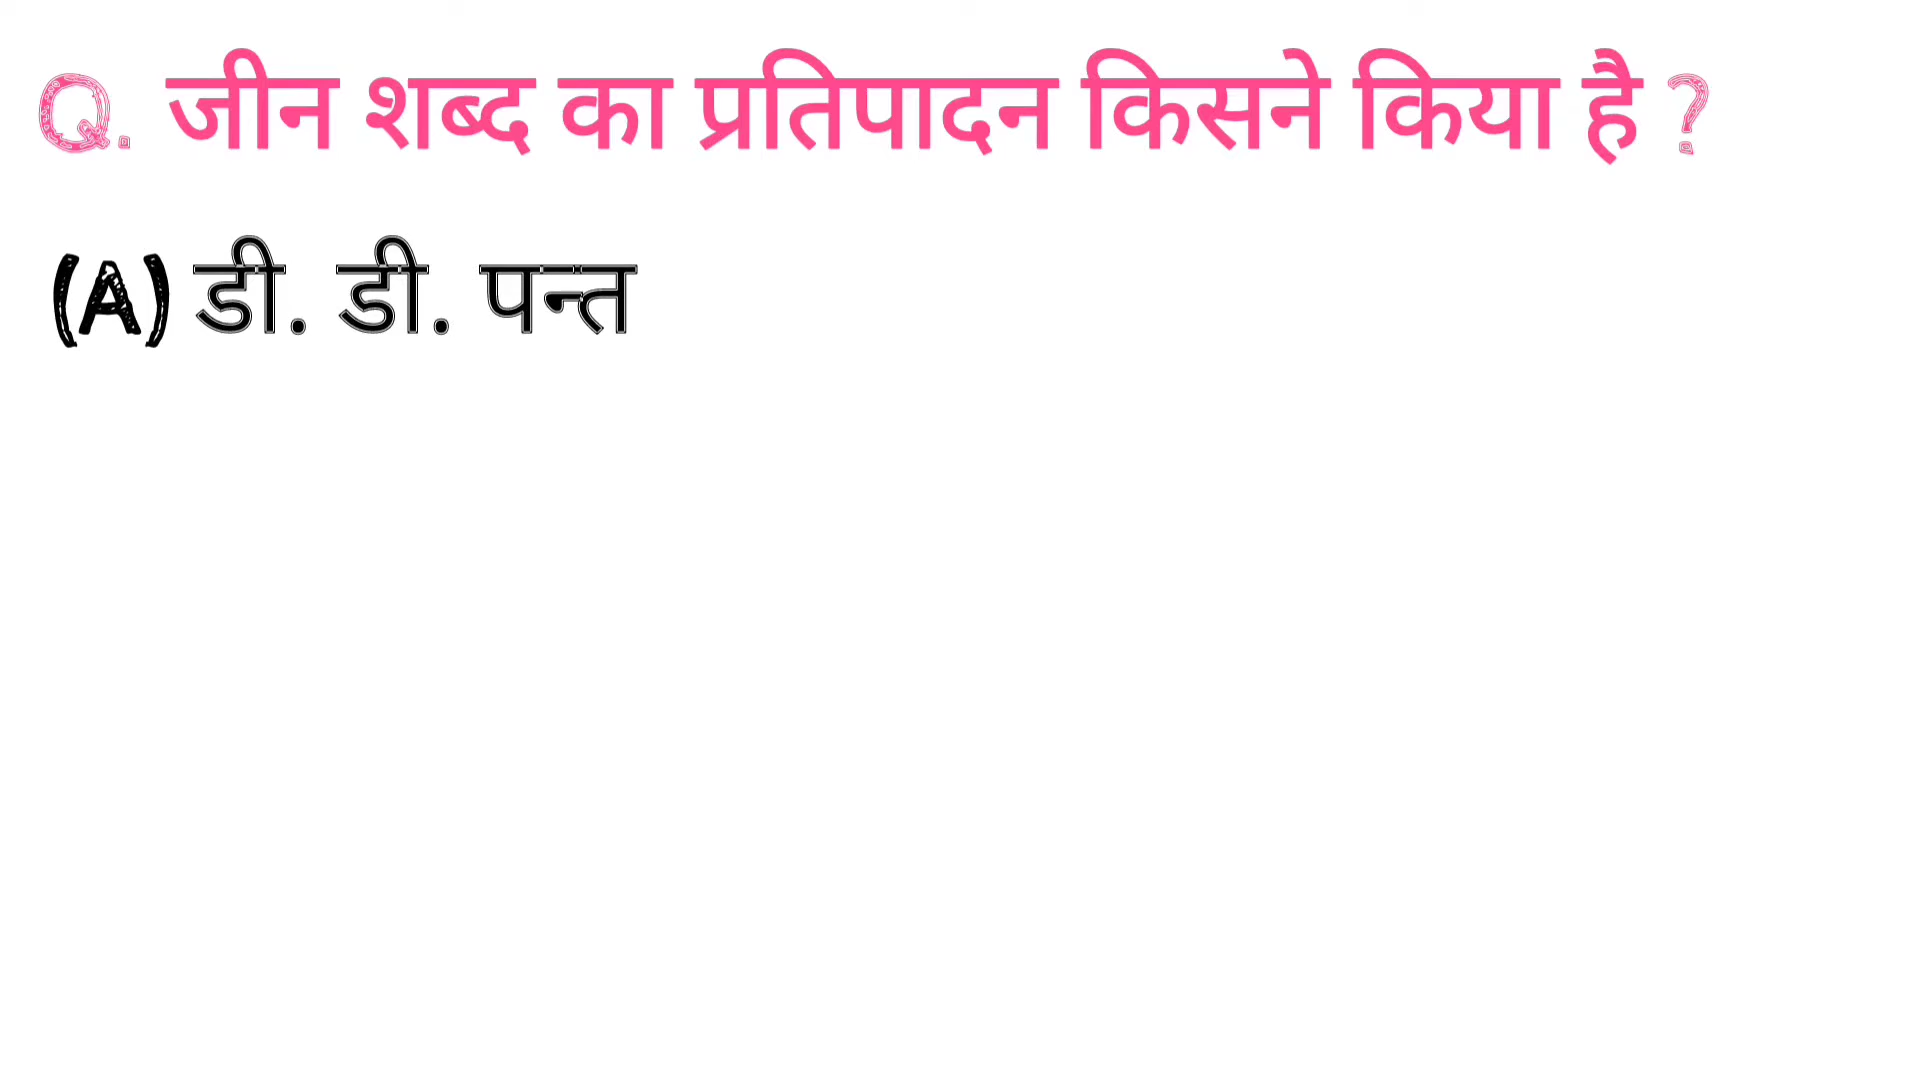 Q. जीन शब्द का प्रतिपादन किसने किया है ?
(A) डी. डी. पन्त